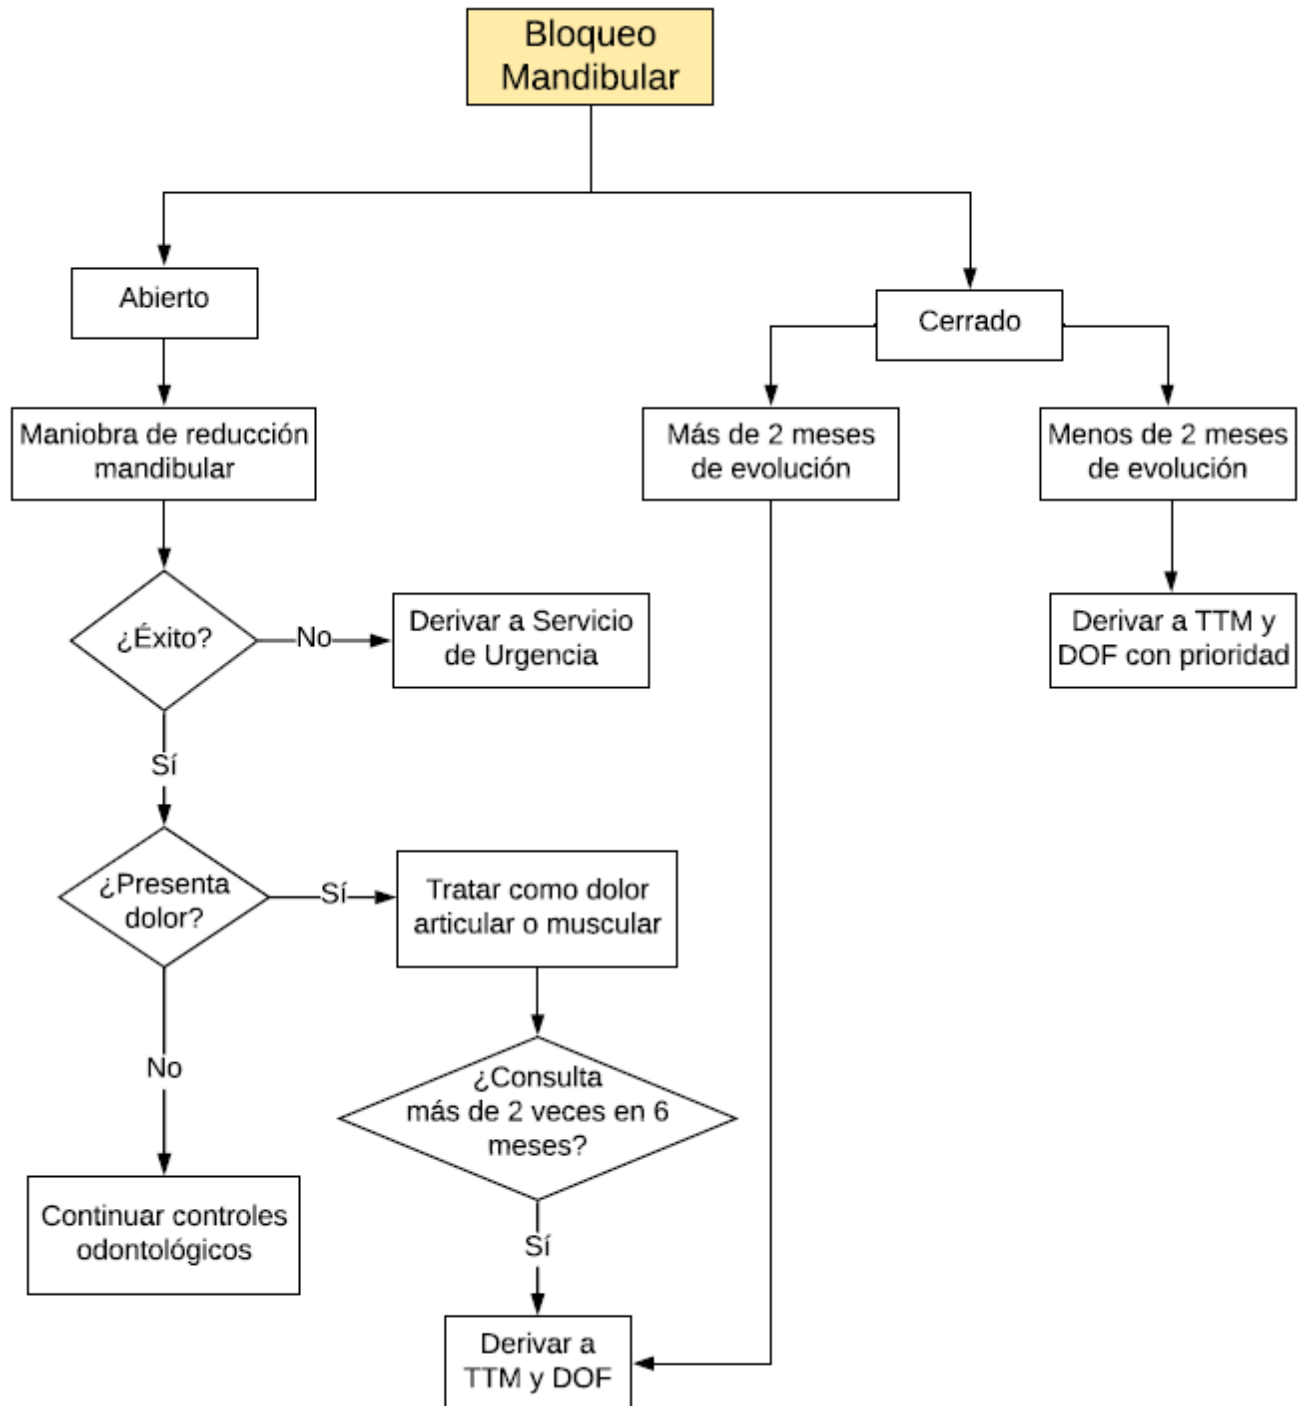 Bloqueo
Mandibular
Abierto
Cerrado
Maniobra de reducción
mandibular
Más de 2 meses
de evolución
Menos de 2 meses
de evolución
¿Éxito?
No
Derivar a Servicio
de Urgencia
Derivar a TTM y
DOF con prioridad
Sí
¿Presenta
dolor?
Sí
Tratar como dolor
articular o muscular
No
¿Consulta
más de 2 veces en 6
meses?
Continuar controles
odontológicos
Sí
Derivar a
TTM y DOF